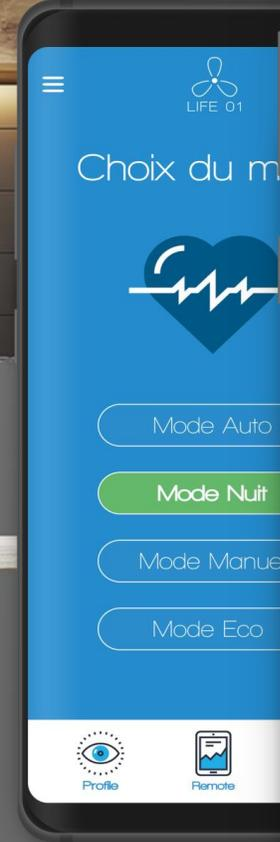 LIFE 01
Choix du m
Mode Auto
Mode Nuit
Mode Manue
Mode Eco
Profile
Remote